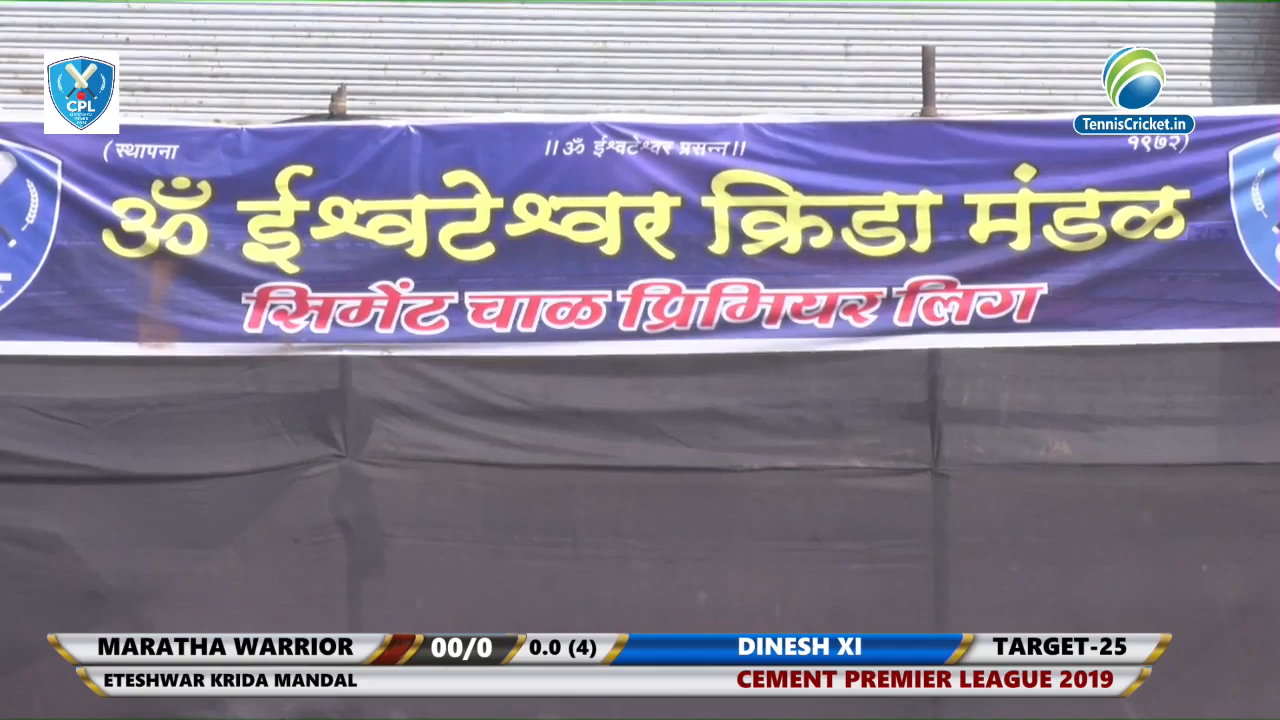 CPL
TennisCricket.in
(स्थापना
॥ॐ ईश्वटेश्वर प्रसन्न॥
१९७२)
ॐ ईश्वटेश्वर क्रिडा मंडळ
सिमेंट चाळ प्रिमियर लिग
MARATHA WARRIOR 00/0 0.0 (4) DINESH XI TARGET-25
ETESHWAR KRIDA MANDAL CEMENT PREMIER LEAGUE 2019